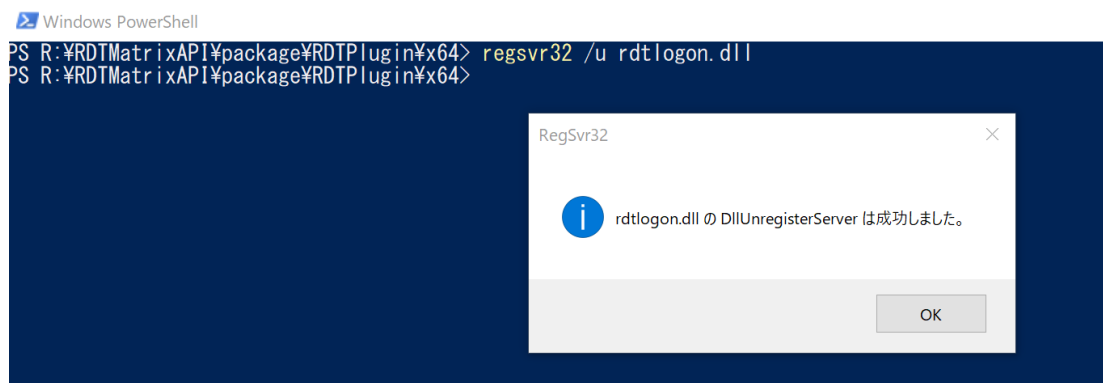 Windows PowerShell
PS R:¥RDTMatrixAPI¥package¥RDTPlugin¥x64> regsvr32 /u rdtlogon.dll
PS R:¥RDTMatrixAPI¥package¥RDTPlugin¥x64>
RegSvr32
rdtlogon.dll の DllUnregisterServer は成功しました。
OK